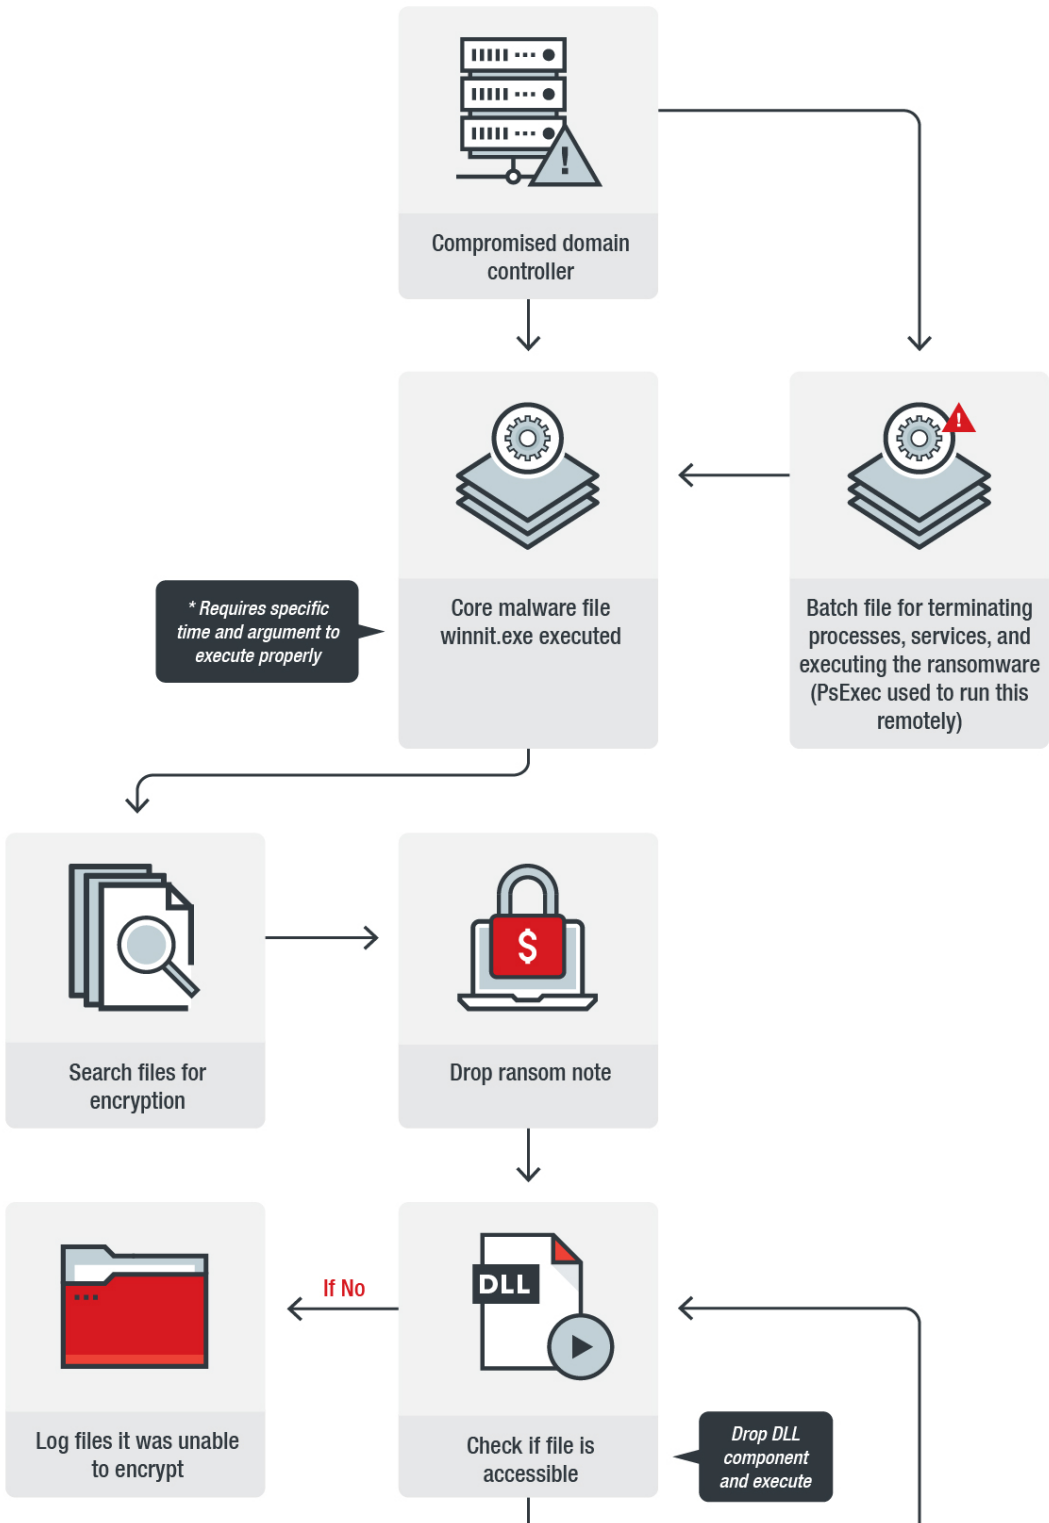 Compromised domain
controller
Core malware file
winnit.exe executed
* Requires specific
time and argument to
execute properly
Batch file for terminating
processes, services, and
executing the ransomware
(PsExec used to run this
remotely)
Search files for
encryption
$
Drop ransom note
If No
DLL
Log files it was unable
to encrypt
Check if file is
accessible
Drop DLL
component
and execute